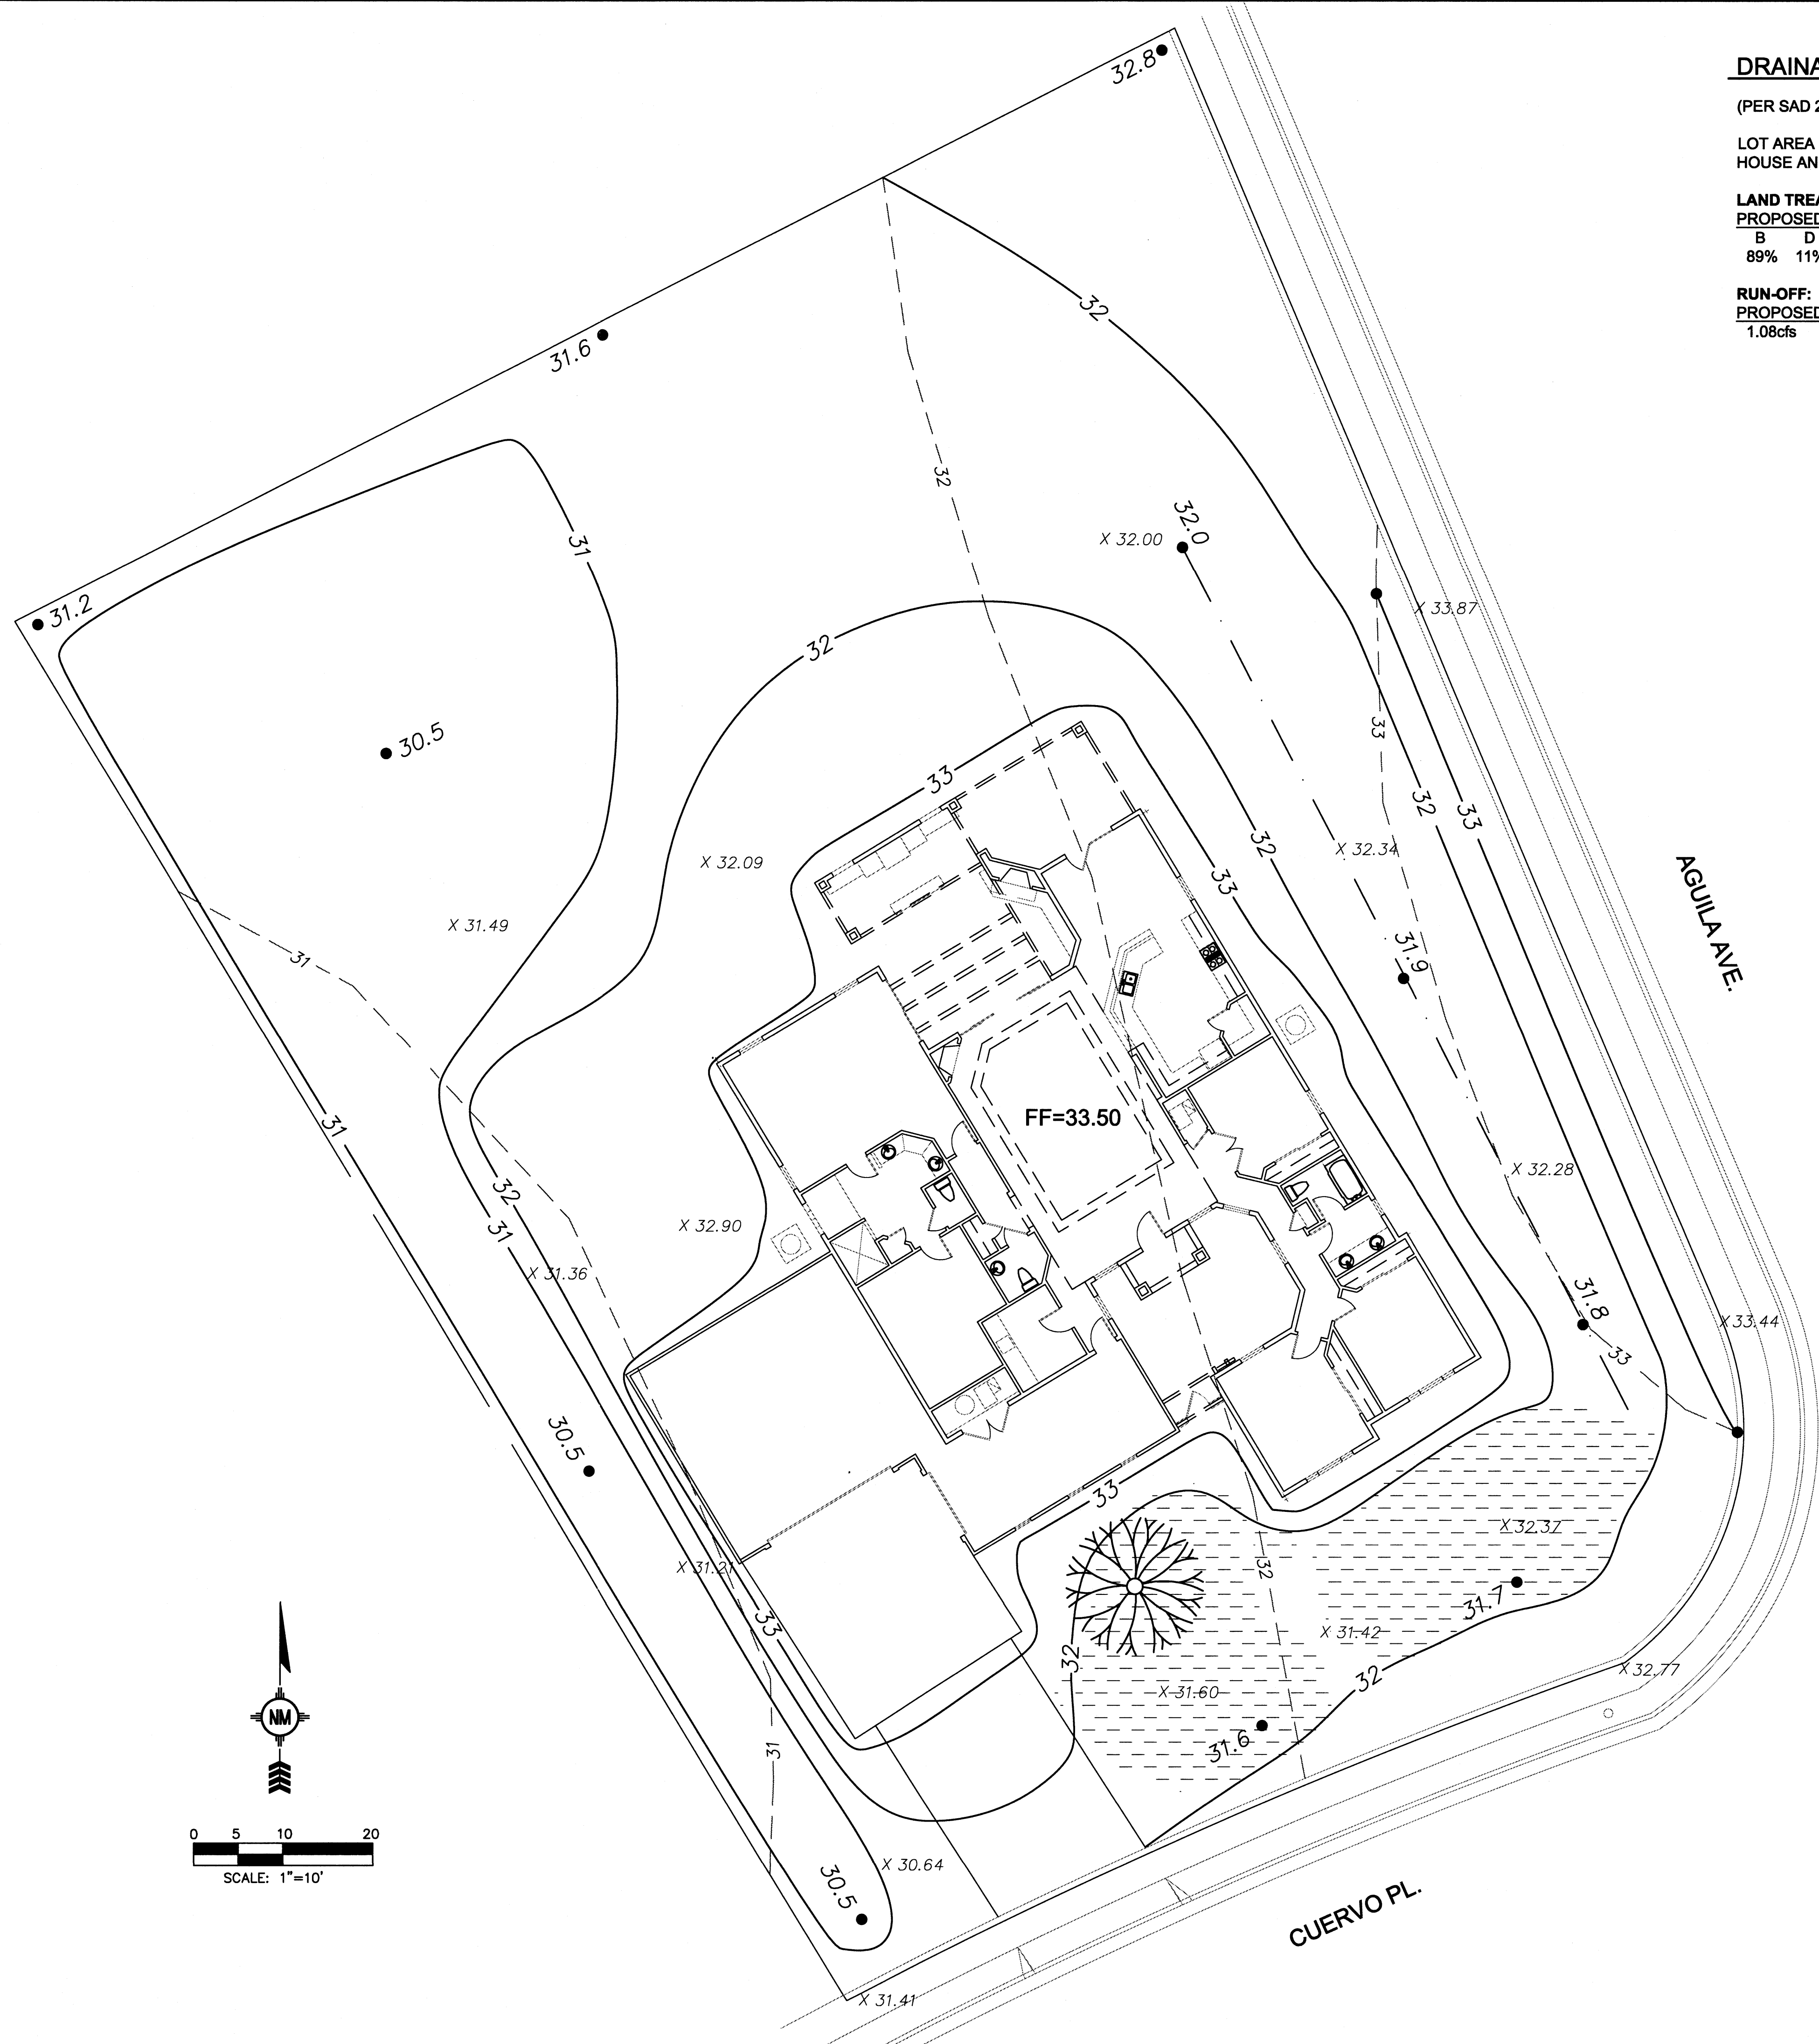 DRAINA
(PER SAD 2
LOT AREA
HOUSE AN
LAND TREA
PROPOSED
B D
89% 11%
RUN-OFF:
PROPOSED
1.08cfs
32.8
32
31.6
32
32.0
X 32.00
31
31.2
X 33.87
32
33
30.5
33
32
33
32
X 32.34
X 32.09
33
AGUILA AVE.
X 31.49
31.9
31
FF=33.50
31
X 32.28
32
X 32.90
31
X 31.36
31.8
X 33.44
33
30.5
33
X 32.37
X 31.21
32
31.7
33
X 31.42
32
X 32.77
32
X 31.60
NM
31.6
31
0 5 10 20
SCALE: 1"=10'
X 30.64
30.5
CUERVO PL.
X 31.41